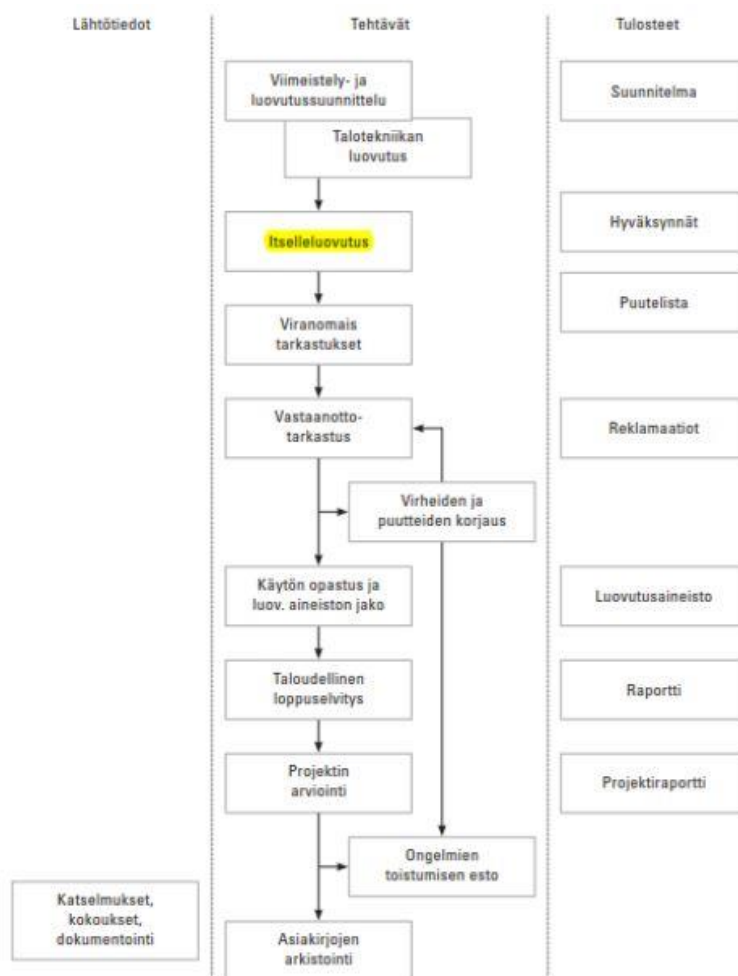 Lähtötiedot
Tehtävät
Tulosteet
Viimeistely- ja
luovutussuunnittelu
Suunnitelma
Talotekniikan
luovutus
Itselleluovutus
Hyväksynnät
Puutelista
Viranomais
tarkastukset
Vastaanotto-
tarkastus
Reklamaatiot
Virheiden ja
puutteiden korjaus
Käytön opastus ja
luov. aineiston jako
Luovutusaineisto
Taloudellinen
loppuselvitys
Raportti
Projektin
arviointi
Projektiraportti
Ongelmien
toistumisen esto
Katselmukset,
kokoukset,
dokumentointi
Asiakirjojen
arkistointi